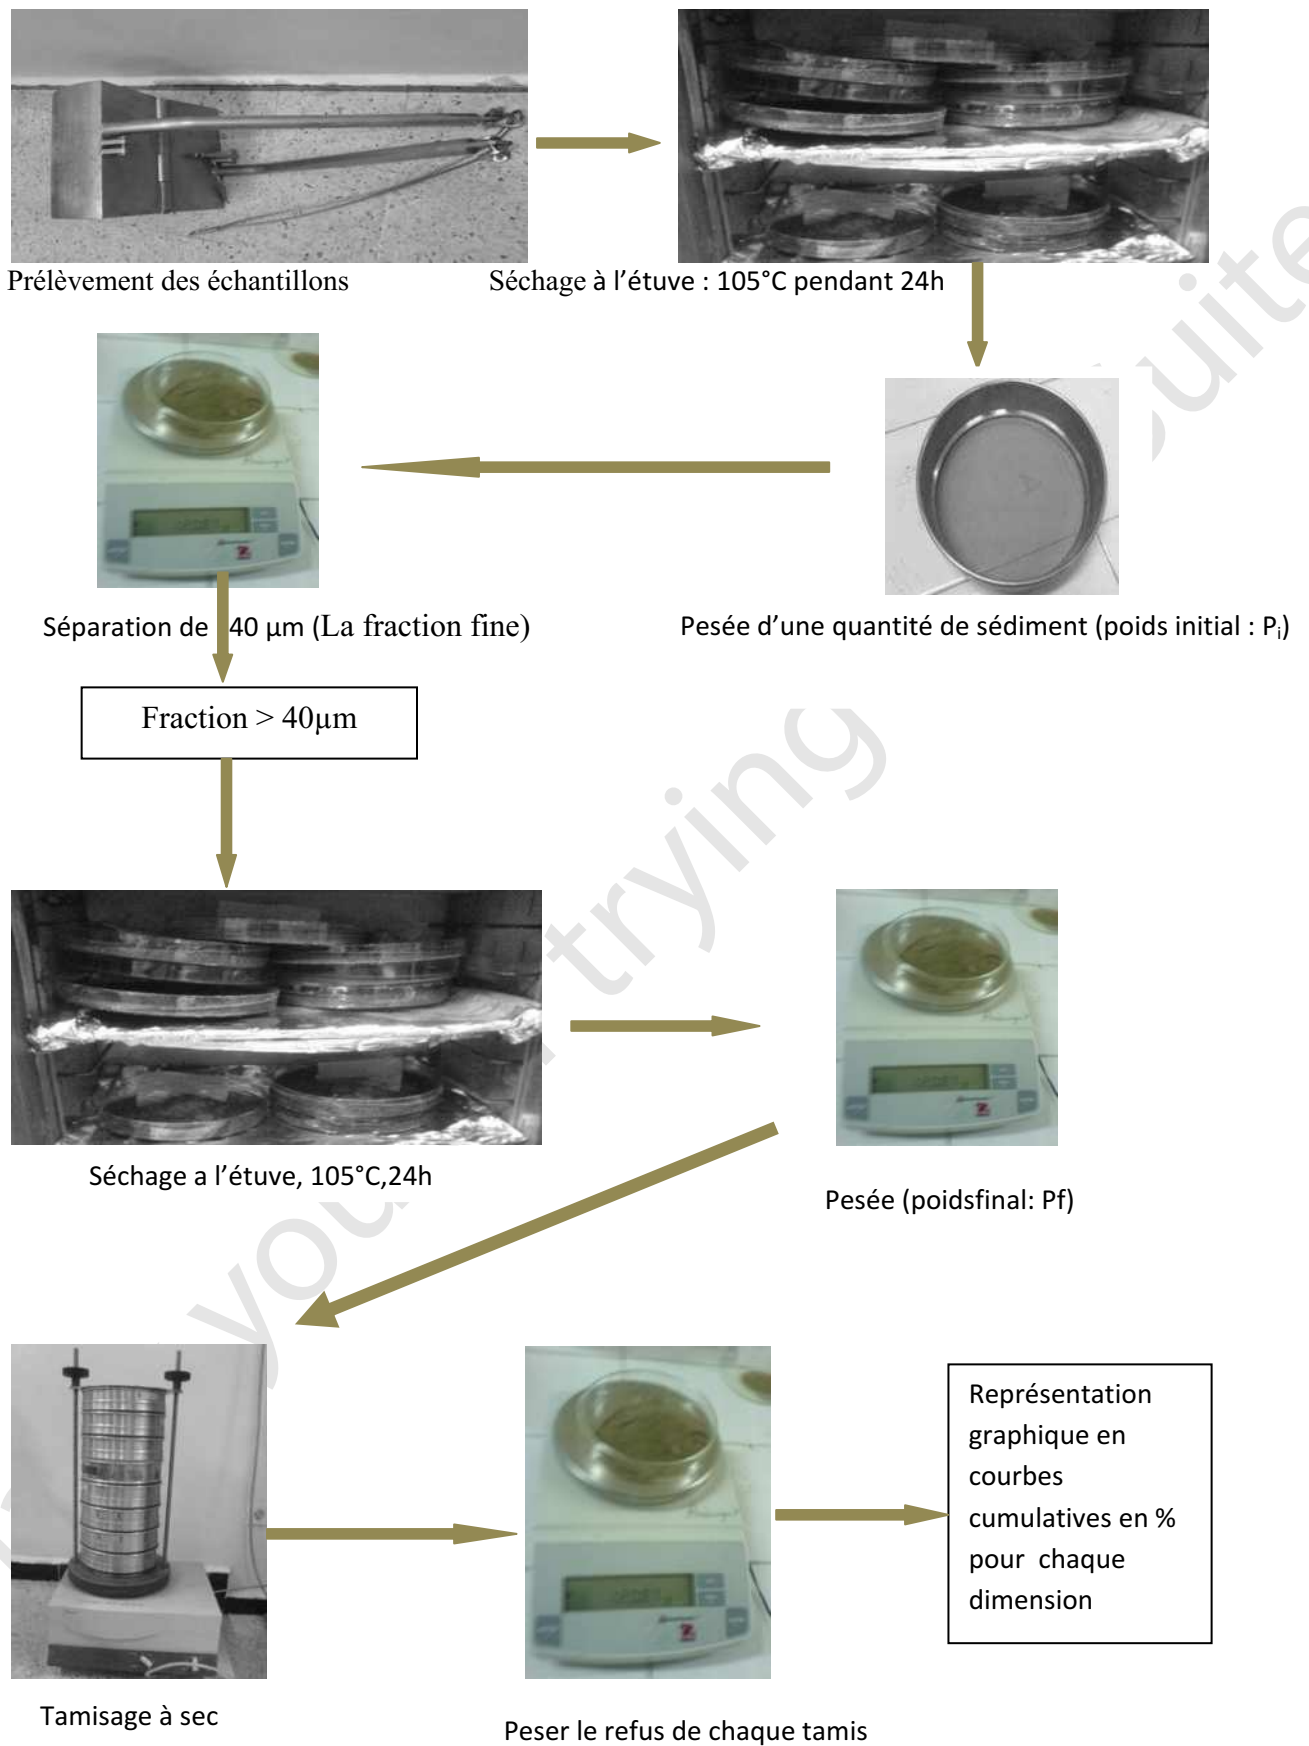 Prélèvement des échantillons
Séchage à l’étuve : 105°C pendant 24h
Séparation de 40 µm (La fraction fine)
Pesée d’une quantité de sédiment (poids initial : Pi)
Fraction > 40µm
Séchage a l’étuve, 105°C,24h
Pesée (poidsfinal: Pf)
Représentation
graphique en
courbes
cumulatives en %
pour chaque
dimension
Tamisage à sec
Peser le refus de chaque tamis
trying